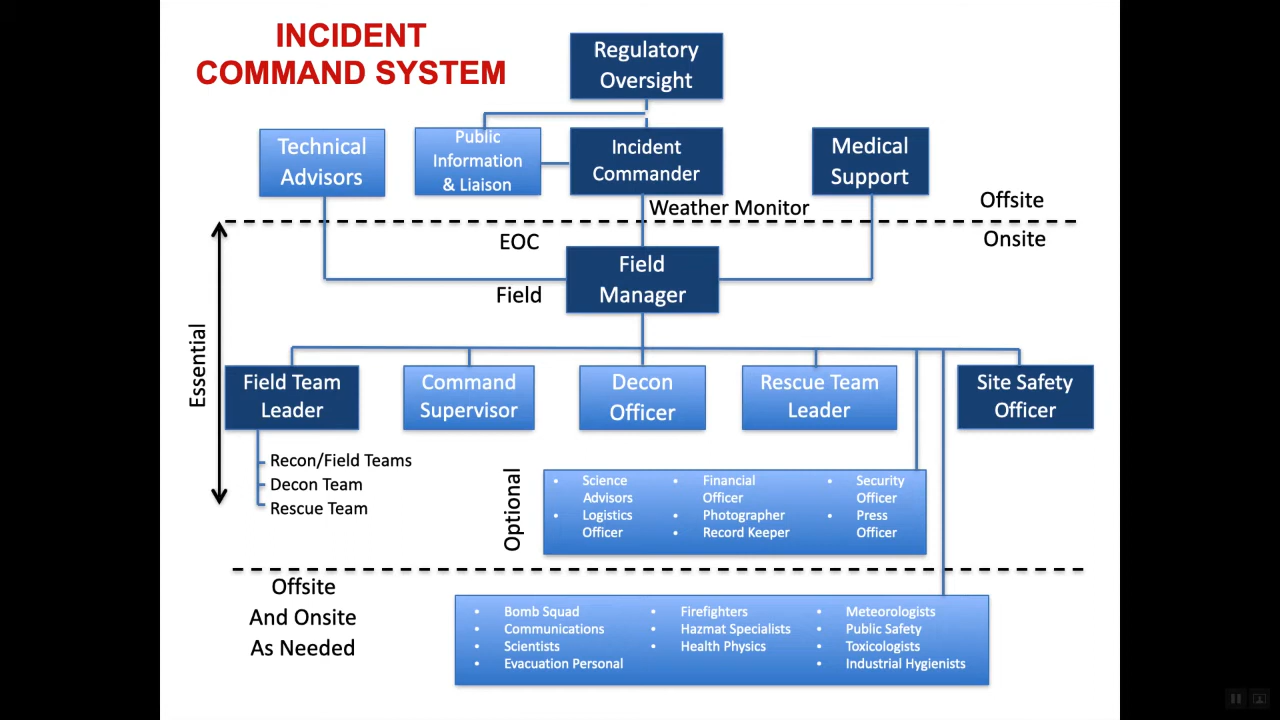 INCIDENT
COMMAND SYSTEM
Regulatory
Oversight
Technical
Advisors
Public
Information
& Liaison
Incident
Commander
Medical
Support
Weather Monitor
Offsite
Onsite
EOC
Field
Field
Manager
Essential
Field Team
Leader
Command
Supervisor
Decon
Officer
Rescue Team
Leader
Site Safety
Officer
Recon/Field Teams
Decon Team
Rescue Team
Optional
• Science
Advisors
• Logistics
Officer
• Financial
Officer
• Photographer
• Record Keeper
• Security
Officer
• Press
Officer
Offsite
And Onsite
As Needed
• Bomb Squad
• Communications
• Scientists
• Evacuation Personal
• Firefighters
• Hazmat Specialists
• Health Physics
• Meteorologists
• Public Safety
• Toxicologists
• Industrial Hygienists